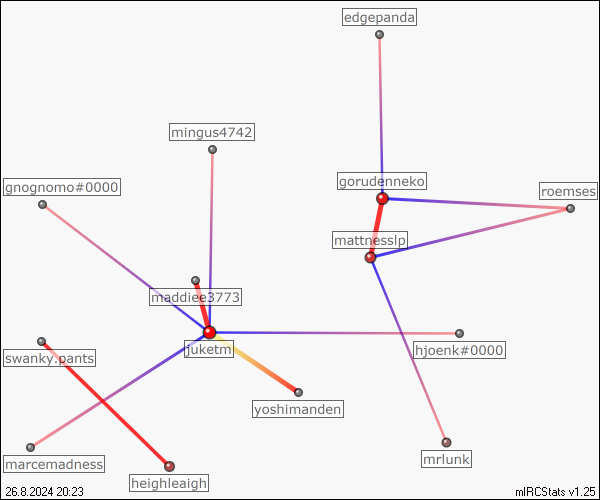 edgepanda
mingus4742
gorudenneko
gnognomo#0000
roemses
mattnesslp
maddiee3773
juketm
hjoenk#0000
swanky.pants
yoshimanden
marcemadness
mrlunk
heighleaigh
26.8.2024 20:23
mIRCStats v1.25